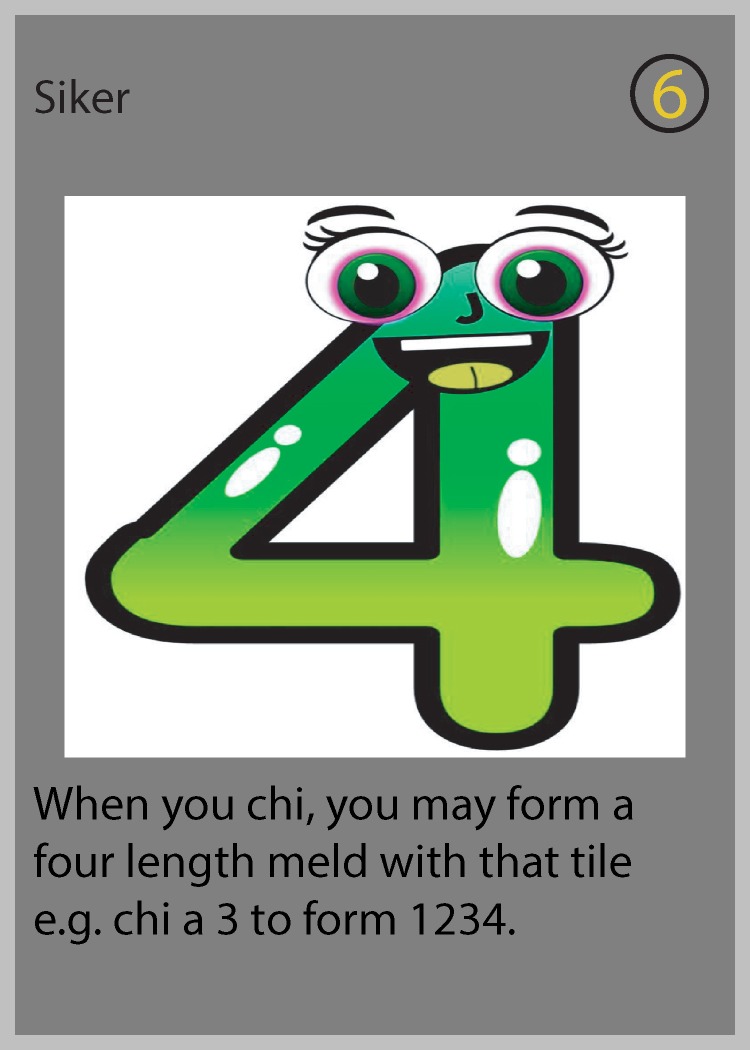 Siker
6
When you chi, you may form a
four length meld with that tile
e.g. chi a 3 to form 1234.